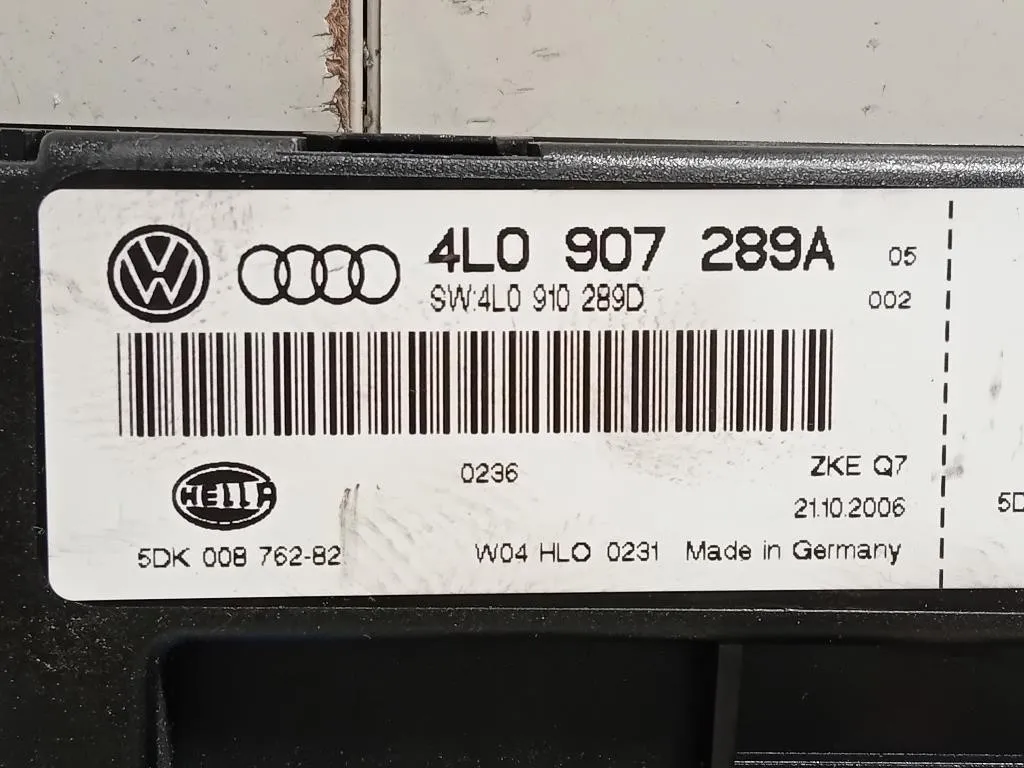 4L0 907 289A 05
SW:4L0 910 289D 002
0236 ZKE Q7
HELLA
21.10.2006
5D
5DK 008 762-82 W04 HLO 0231 Made in Germany